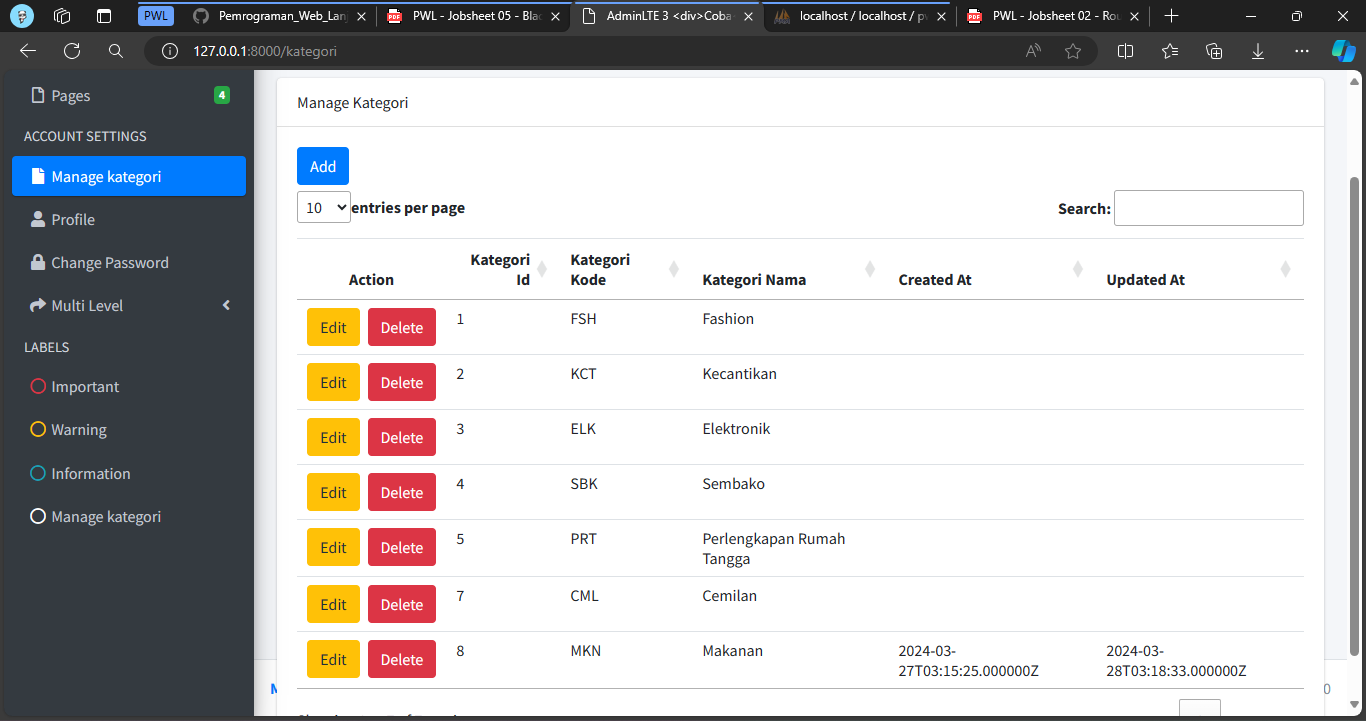 PWL
Pemrograman_Web_Lan
PWL - Jobsheet 05 - Blad
AdminLTE 3 <div>Coba
localhost / localhost / pw
PWL - Jobsheet 02 - Rou
127.0.0.1:8000/kategori
Pages
4
ACCOUNT SETTINGS
Manage kategori
Profile
Change Password
Multi Level
LABELS
Important
Warning
Information
Manage kategori
Manage Kategori
Add
10 entries per page
Search:
Action
Kategori Id
Kategori Kode
Kategori Nama
Created At
Updated At
Edit Delete 1 FSH Fashion
Edit Delete 2 KCT Kecantikan
Edit Delete 3 ELK Elektronik
Edit Delete 4 SBK Sembako
Edit Delete 5 PRT Perlengkapan Rumah
Tangga
Edit Delete 7 CML Cemilan
Edit Delete 8 MKN Makanan 2024-03- 2024-03-
27T03:15:25.000000Z 28T03:18:33.000000Z